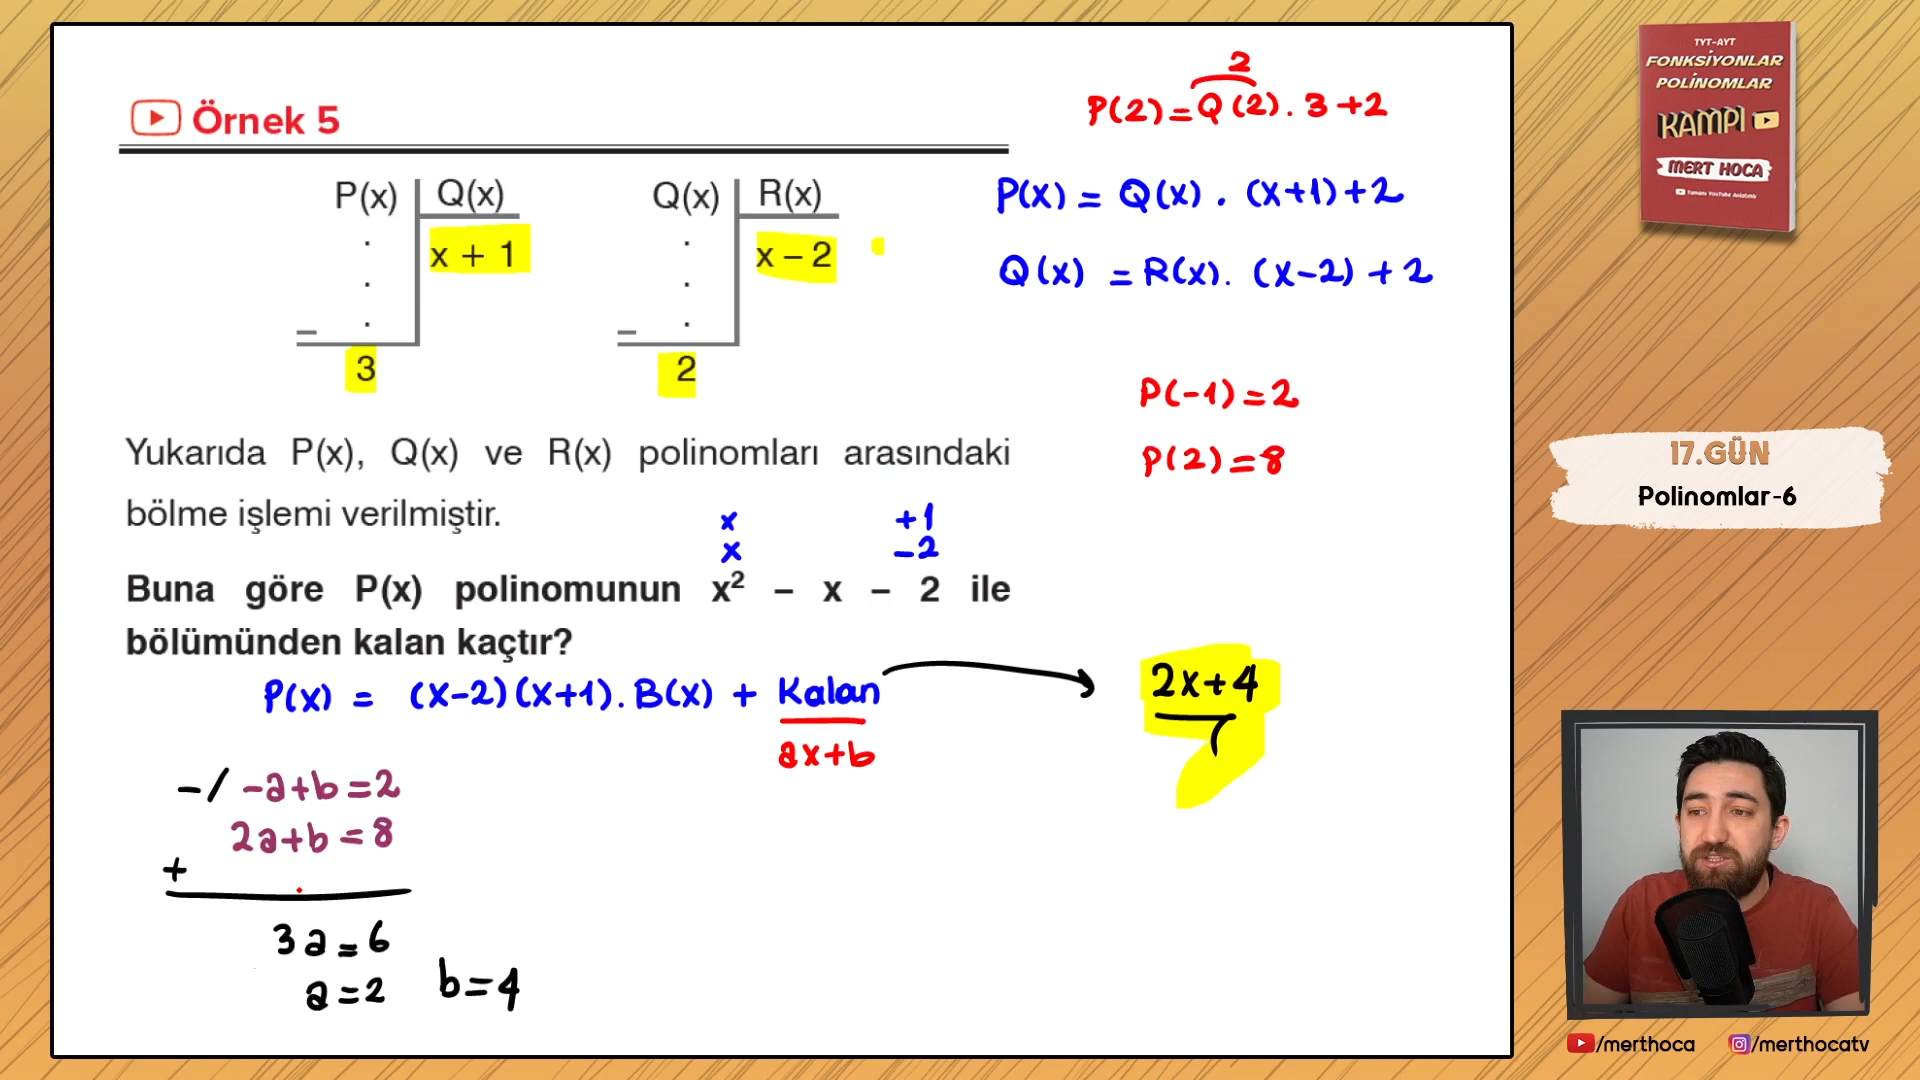 Örnek 5
P(x) Q(x)
x + 1
3
Q(x) R(x)
x – 2
2
Yukarıda P(x), Q(x) ve R(x) polinomları arasındaki
bölme işlemi verilmiştir.
x +1
x -2
Buna göre P(x) polinomunun x² – x – 2 ile
bölümünden kalan kaçtır?
P(x) = (x-2)(x+1).B(x) + Kalan
ax+b
2x+4
-/ -a+b=2
2a+b=8
+
3a=6
a=2 b=4
2
P(2)=Q(2).3+2
P(x) = Q(x) . (x+1)+2
Q(x) = R(x). (x-2)+2
P(-1)=2
P(2)=8
TYT-AYT
FONKSİYONLAR
POLİNOMLAR
KAMPI
MERT HOCA
Tamamı YouTube Anlatımlı
17.GÜN
Polinomlar-6
/merthoca /merthocatv